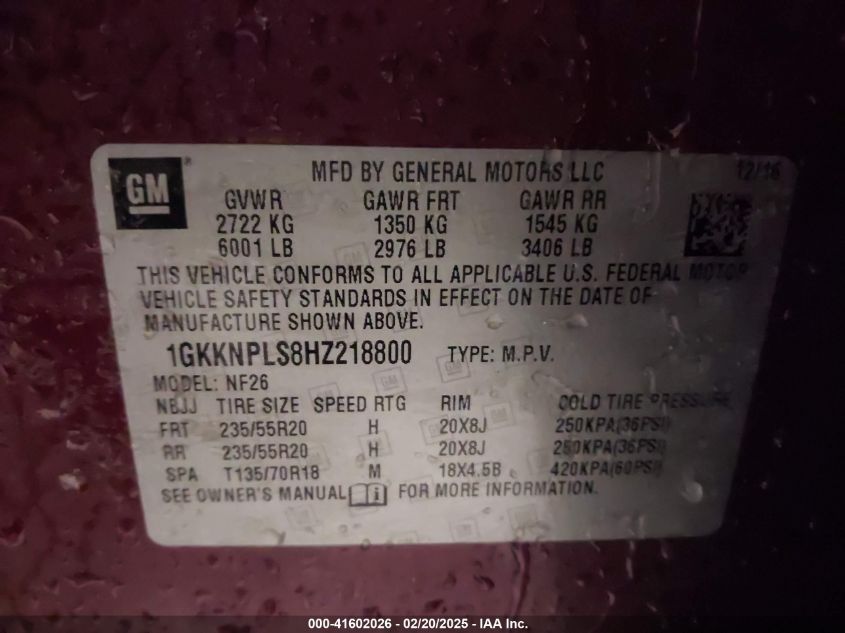 GM
MFD BY GENERAL MOTORS LLC 12/16
GVWR GAWR FRT GAWR RR
2722 KG 1350 KG 1545 KG
6001 LB 2976 LB 3406 LB
THIS VEHICLE CONFORMS TO ALL APPLICABLE U.S. FEDERAL MOTOR
VEHICLE SAFETY STANDARDS IN EFFECT ON THE DATE OF
MANUFACTURE SHOWN ABOVE.
1GKKNPLS8HZ218800 TYPE: M.P.V.
MODEL: NF26
NBJJ TIRE SIZE SPEED RTG RIM COLD TIRE PRESSURE
FRT 235/55R20 H 20X8J 250KPA(36PSI)
RR 235/55R20 H 20X8J 250KPA(36PSI)
SPA T135/70R18 M 18X4.5B 420KPA(60PSI)
SEE OWNER'S MANUAL FOR MORE INFORMATION.
000-41602026 - 02/20/2025 - IAA Inc.